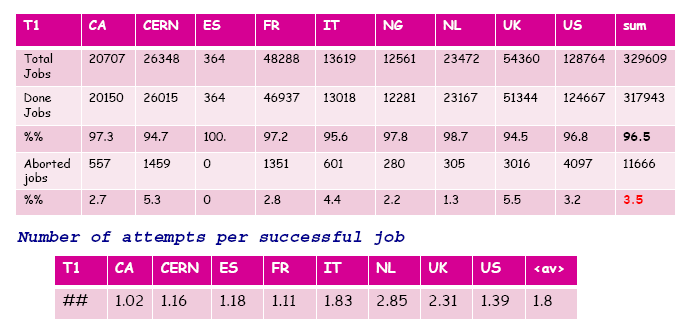 T1 CA CERN ES FR IT NG NL UK US sum
Total Jobs 20707 26348 364 48288 13619 12561 23472 54360 128764 329609
Done Jobs 20150 26015 364 46937 13018 12281 23167 51344 124667 317943
%% 97.3 94.7 100. 97.2 95.6 97.8 98.7 94.5 96.8 96.5
Aborted jobs 557 1459 0 1351 601 280 305 3016 4097 11666
%% 2.7 5.3 0 2.8 4.4 2.2 1.3 5.5 3.2 3.5
Number of attempts per successful job
T1 CA CERN ES FR IT NL UK US <av>
## 1.02 1.16 1.18 1.11 1.83 2.85 2.31 1.39 1.8